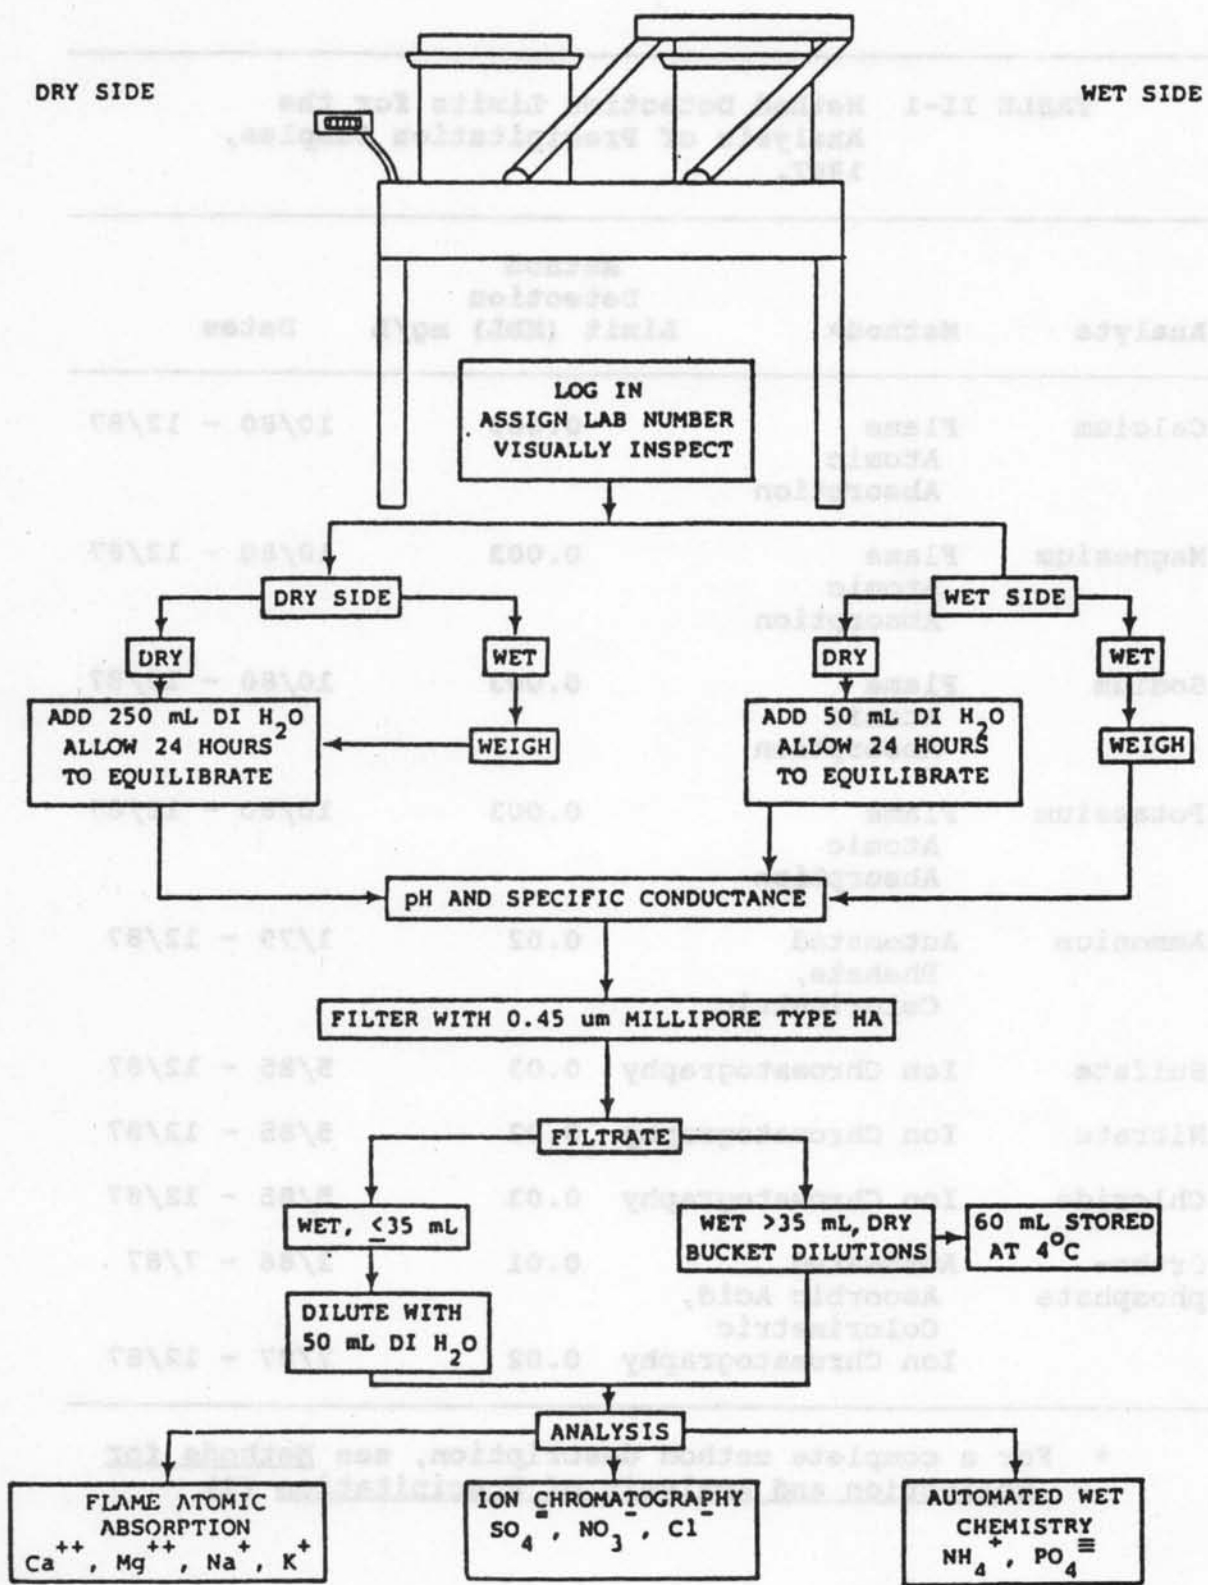 DRY SIDE
WET SIDE
LOG IN
ASSIGN LAB NUMBER
VISUALLY INSPECT
DRY SIDE
WET SIDE
DRY
WET
DRY
WET
ADD 250 mL DI H2O
ALLOW 24 HOURS
TO EQUILIBRATE
WEIGH
ADD 50 mL DI H2O
ALLOW 24 HOURS
TO EQUILIBRATE
WEIGH
pH AND SPECIFIC CONDUCTANCE
FILTER WITH 0.45 um MILLIPORE TYPE HA
FILTRATE
WET, ≤35 mL
WET >35 mL, DRY
BUCKET DILUTIONS
60 mL STORED
AT 4°C
DILUTE WITH
50 mL DI H2O
ANALYSIS
FLAME ATOMIC
ABSORPTION
Ca++, Mg++, Na+, K+
ION CHROMATOGRAPHY
SO4=, NO3-, Cl-
AUTOMATED WET
CHEMISTRY
NH4+, PO4≡